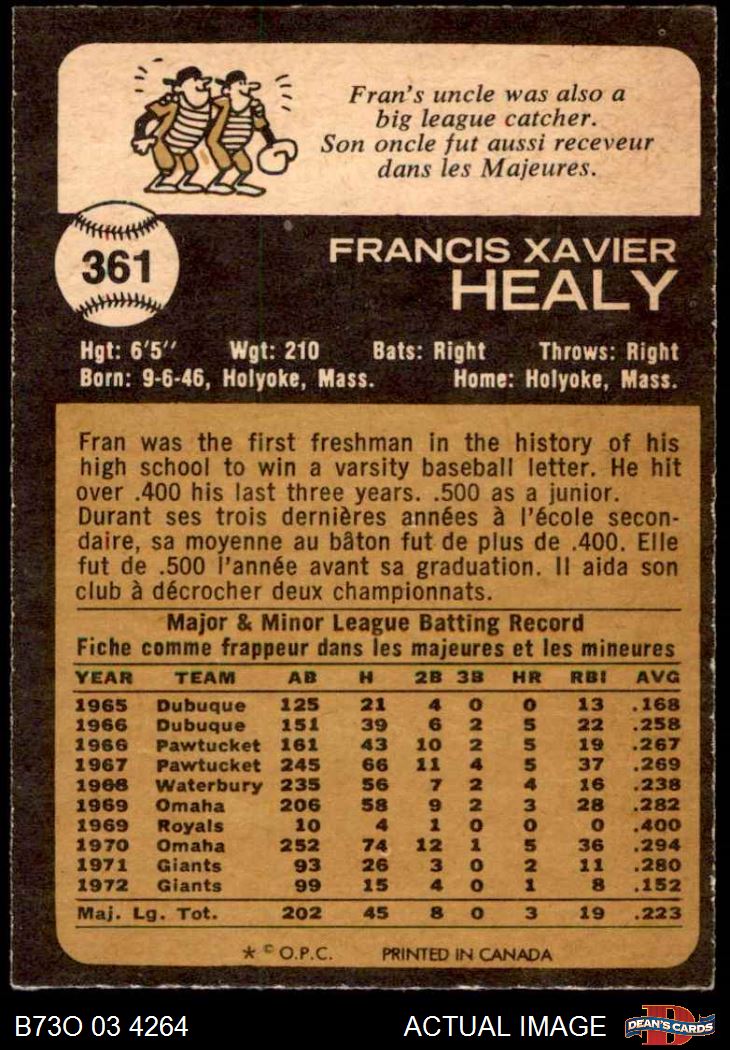 Fran's uncle was also a
big league catcher.
Son oncle fut aussi receveur
dans les Majeures.
361
FRANCIS XAVIER
HEALY
Hgt: 6'5" Wgt: 210 Bats: Right Throws: Right
Born: 9-6-46, Holyoke, Mass. Home: Holyoke, Mass.
Fran was the first freshman in the history of his
high school to win a varsity baseball letter. He hit
over .400 his last three years. .500 as a junior.
Durant ses trois dernières années à l'école secon-
daire, sa moyenne au bâton fut de plus de .400. Elle
fut de .500 l'année avant sa graduation. Il aida son
club à décrocher deux championnats.
Major & Minor League Batting Record
Fiche comme frappeur dans les majeures et les mineures
YEAR TEAM AB H 2B 3B HR RBI AVG
1965 Dubuque 125 21 4 0 0 13 .168
1966 Dubuque 151 39 6 2 5 22 .258
1966 Pawtucket 161 43 10 2 5 19 .267
1967 Pawtucket 245 66 11 4 5 37 .269
1968 Waterbury 235 56 7 2 4 16 .238
1969 Omaha 206 58 9 2 3 28 .282
1969 Royals 10 4 1 0 0 0 .400
1970 Omaha 252 74 12 1 5 36 .294
1971 Giants 93 26 3 0 2 11 .280
1972 Giants 99 15 4 0 1 8 .152
Maj. Lg. Tot. 202 45 8 0 3 19 .223
* © O.P.C. PRINTED IN CANADA
B73O 03 4264 ACTUAL IMAGE D DEAN'S CARDS